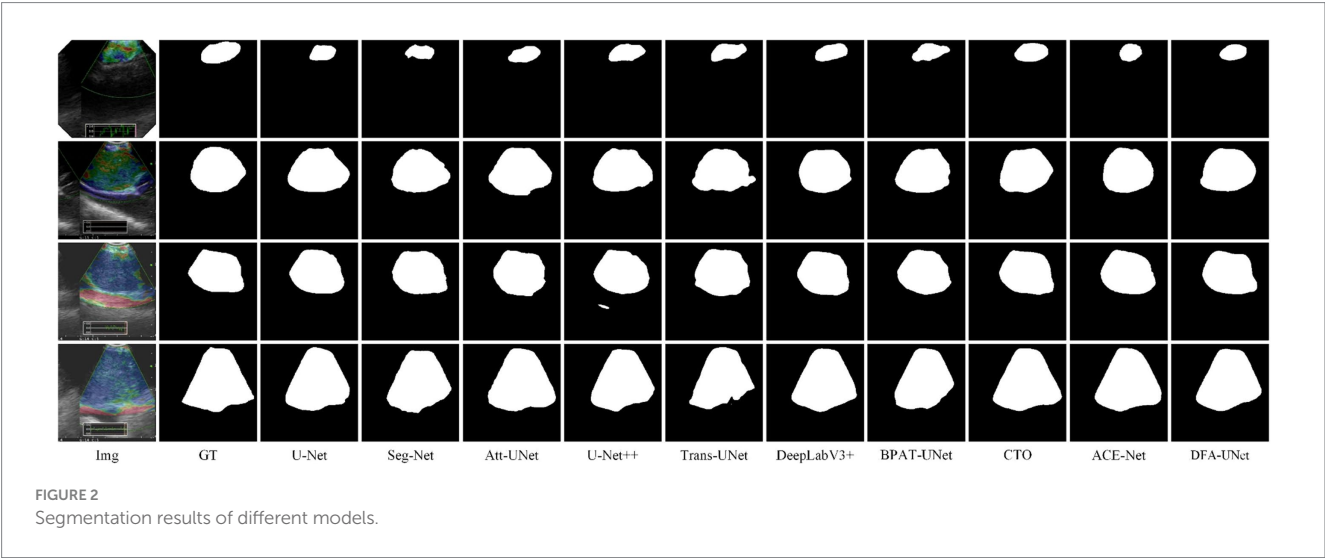 Img GT U-Net Seg-Net Att-UNet U-Net++ Trans-UNet DeepLabV3+ BPAT-UNet CTO ACE-Net DFA-UNet
FIGURE 2
Segmentation results of different models.